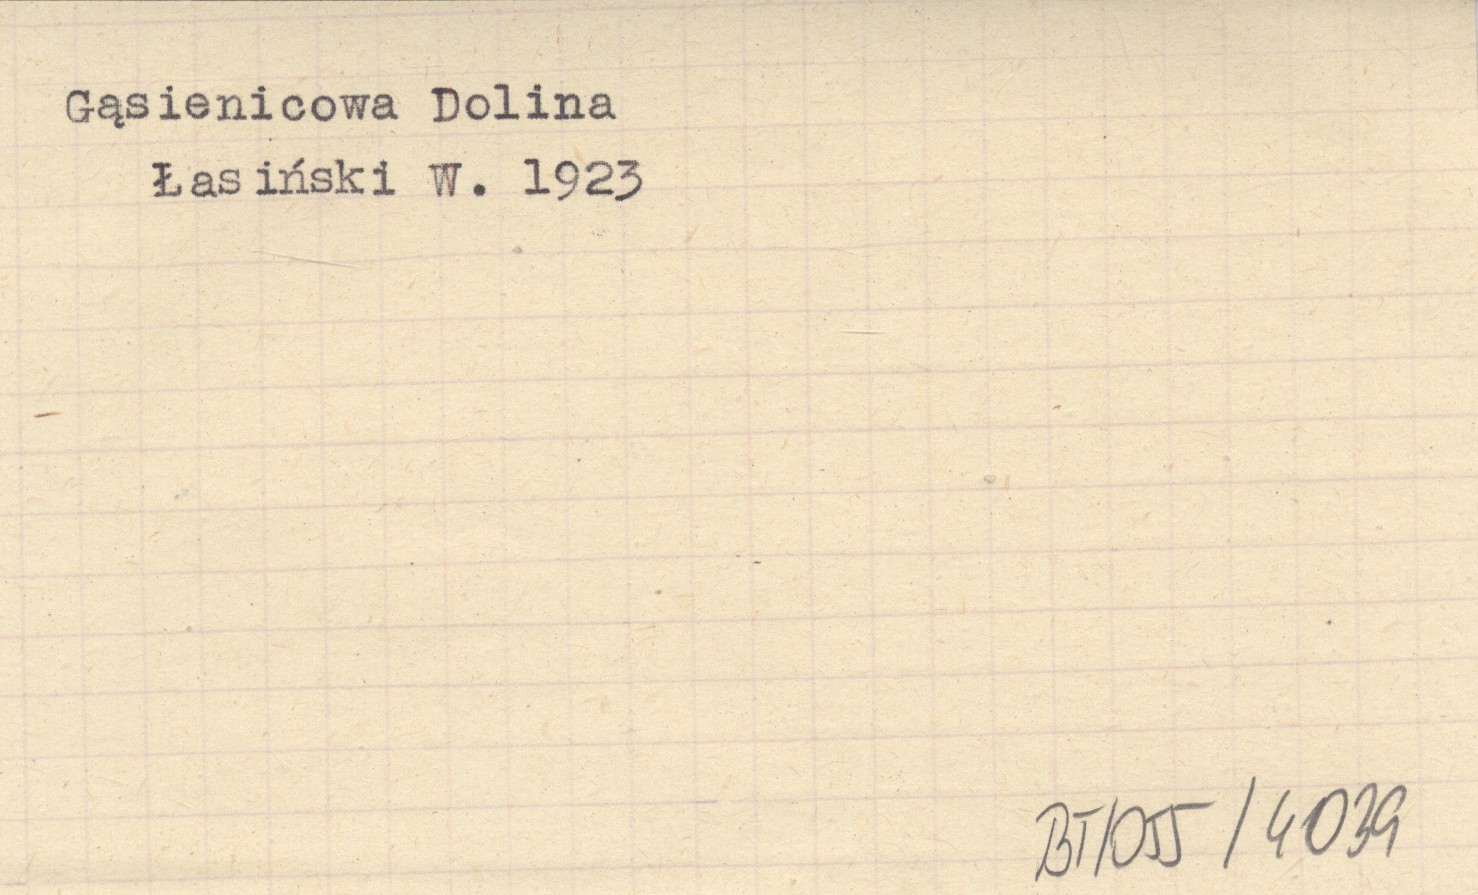 Gąsienicowa Dolina
Łasiński W. 1923
BT/055/4039